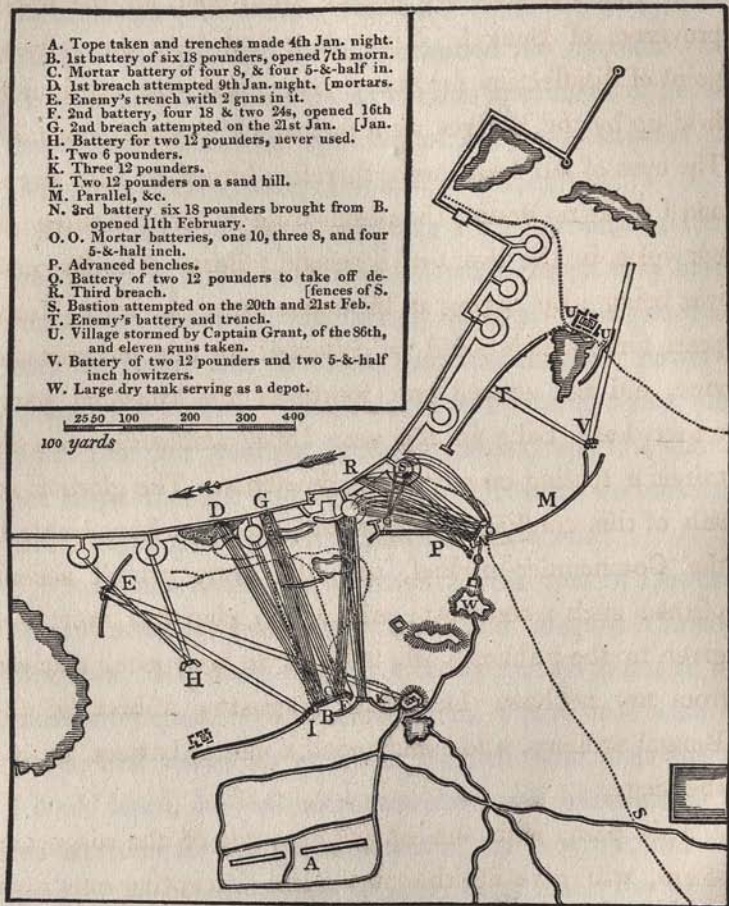 A. Tope taken and trenches made 4th Jan. night.
B. 1st battery of six 18 pounders, opened 7th morn.
C. Mortar battery of four 8, & four 5-&-half in.
D. 1st breach attempted 9th Jan. night. [mortars.
E. Enemy's trench with 2 guns in it.
F. 2nd battery, four 18 & two 24s, opened 16th
G. 2nd breach attempted on the 21st Jan. [Jan.
H. Battery for two 12 pounders, never used.
I. Two 6 pounders.
K. Three 12 pounders.
L. Two 12 pounders on a sand hill.
M. Parallel, &c.
N. 3rd battery six 18 pounders brought from B.
opened 11th February.
O. O. Mortar batteries, one 10, three 8, and four
5-&-half inch.
P. Advanced benches.
Q. Battery of two 12 pounders to take off de-
R. Third breach. [fences of S.
S. Bastion attempted on the 20th and 21st Feb.
T. Enemy's battery and trench.
U. Village stormed by Captain Grant, of the 86th,
and eleven guns taken.
V. Battery of two 12 pounders and two 5-&-half
inch howitzers.
W. Large dry tank serving as a depot.
25 50 100 200 300 400
100 yards
U
U
T
V
R
S
M
D
G
P
E
W
H
I
B
F
K
S
A